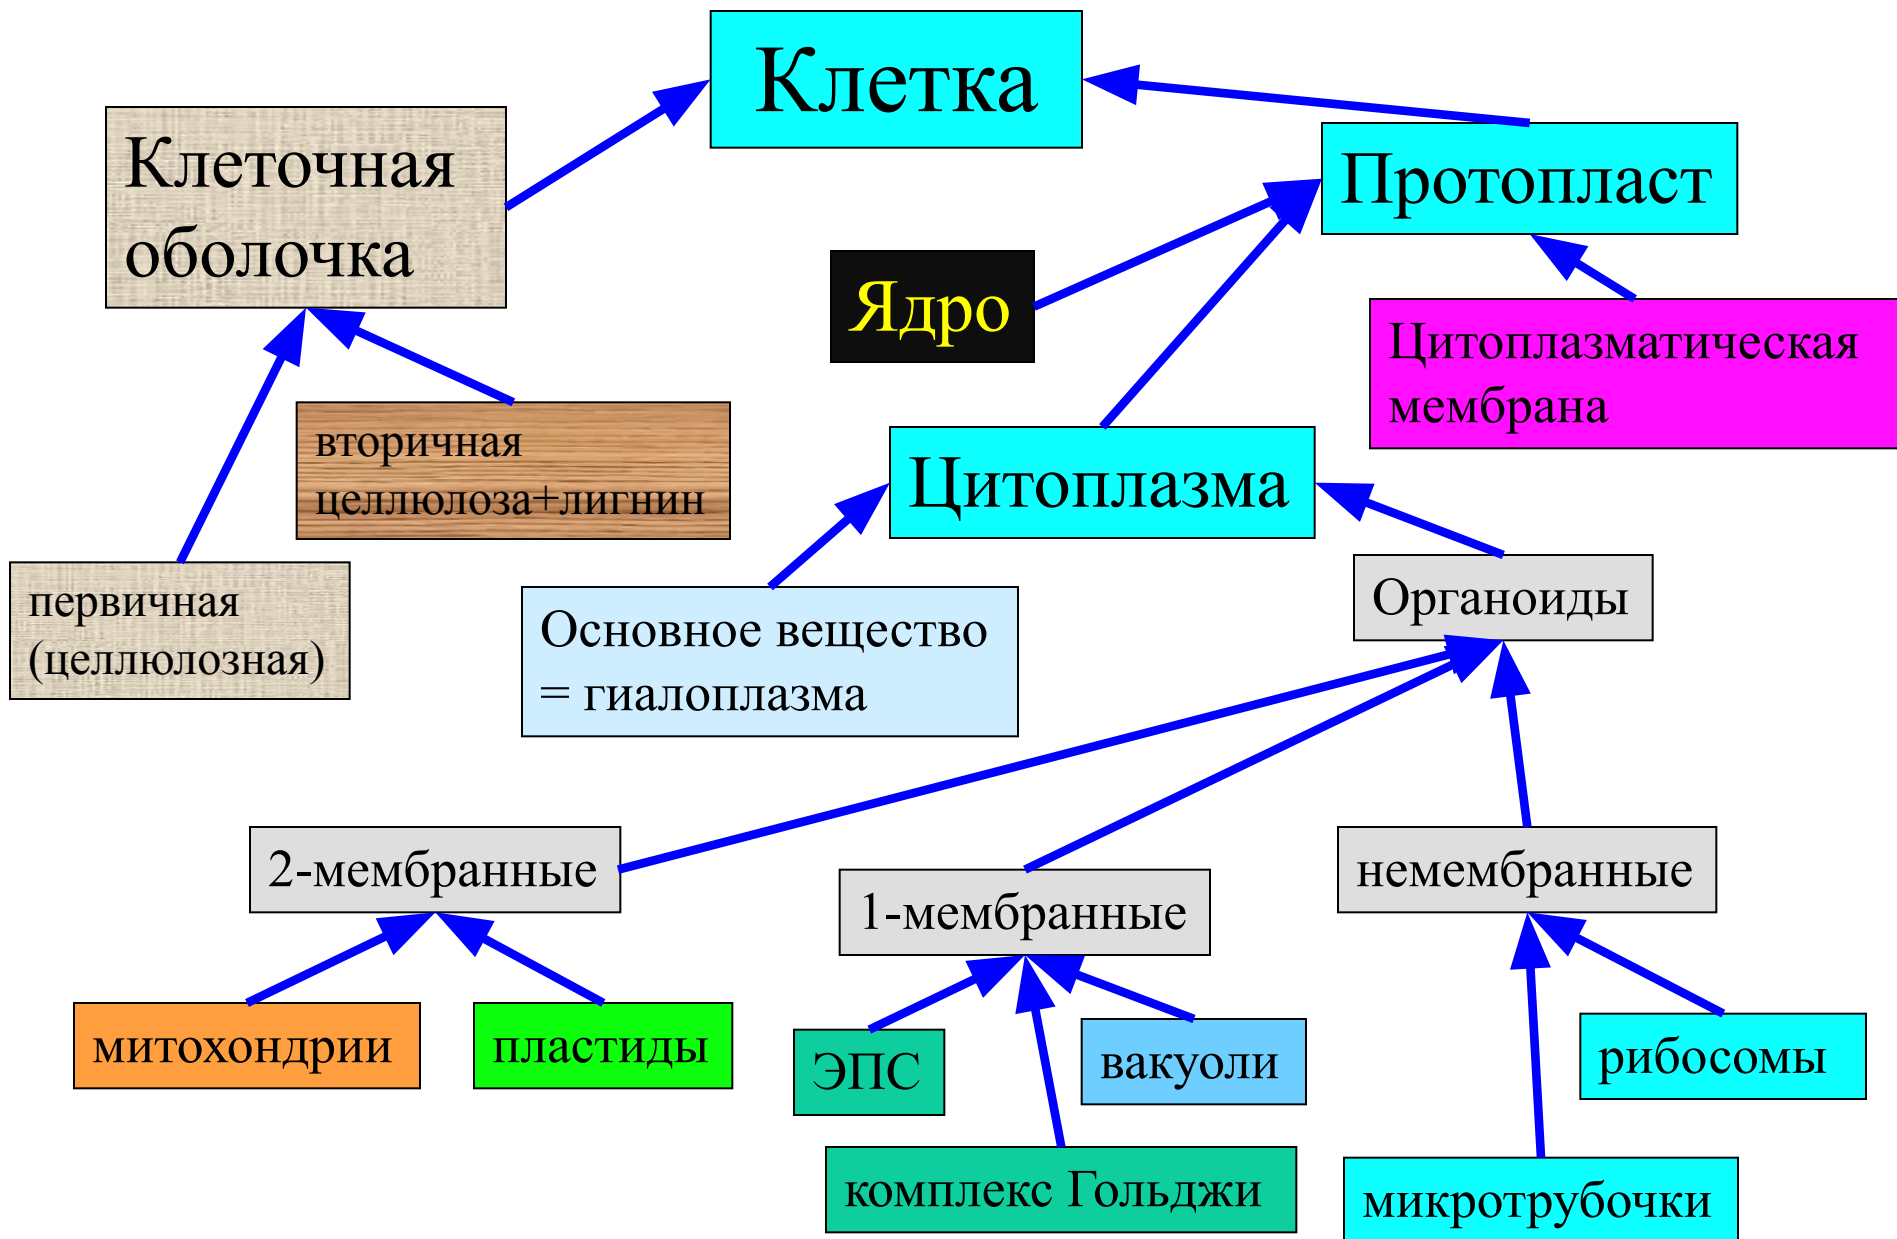 Клетка
Клеточная
оболочка
Протопласт
Ядро
Цитоплазматическая
мембрана
вторичная
целлюлоза+лигнин
Цитоплазма
первичная
(целлюлозная)
Основное вещество
= гиалоплазма
Органоиды
2-мембранные
1-мембранные
немембранные
митохондрии
пластиды
ЭПС
вакуоли
рибосомы
комплекс Гольджи
микротрубочки